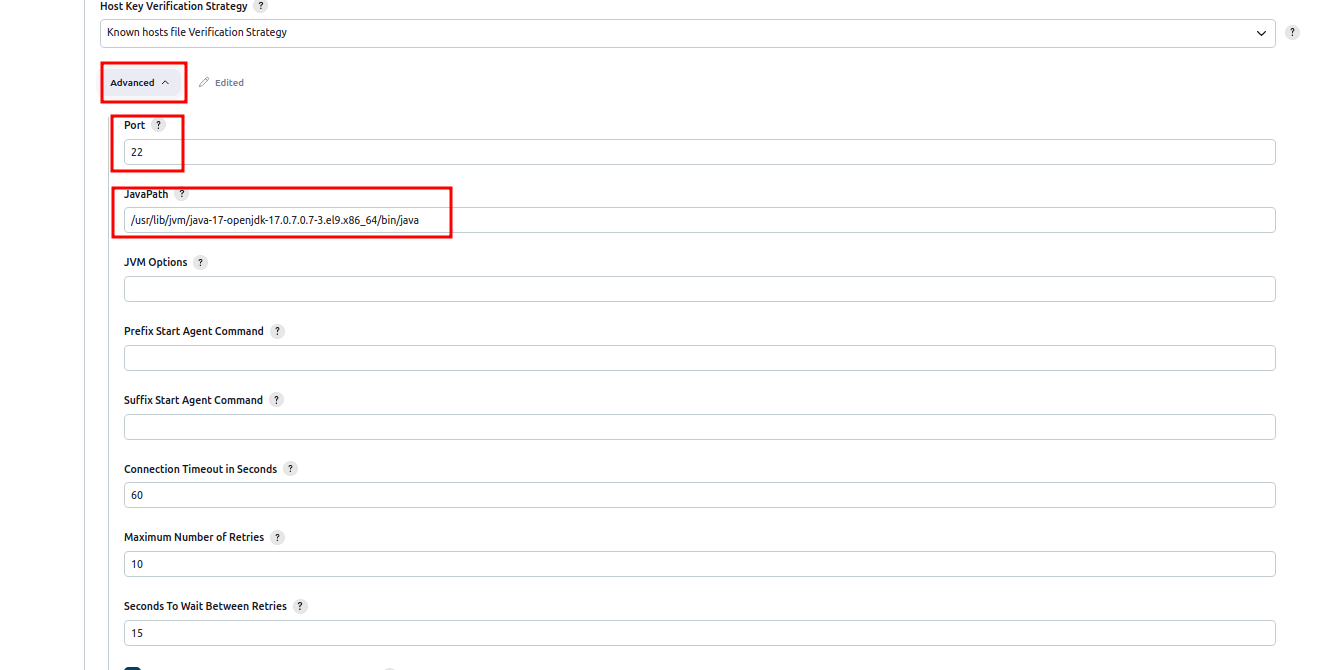 Host Key Verification Strategy ?
Known hosts file Verification Strategy
?
Advanced
Edited
Port ?
22
JavaPath ?
/usr/lib/jvm/java-17-openjdk-17.0.7.0.7-3.el9.x86_64/bin/java
JVM Options ?
Prefix Start Agent Command ?
Suffix Start Agent Command ?
Connection Timeout in Seconds ?
60
Maximum Number of Retries ?
10
Seconds To Wait Between Retries ?
15